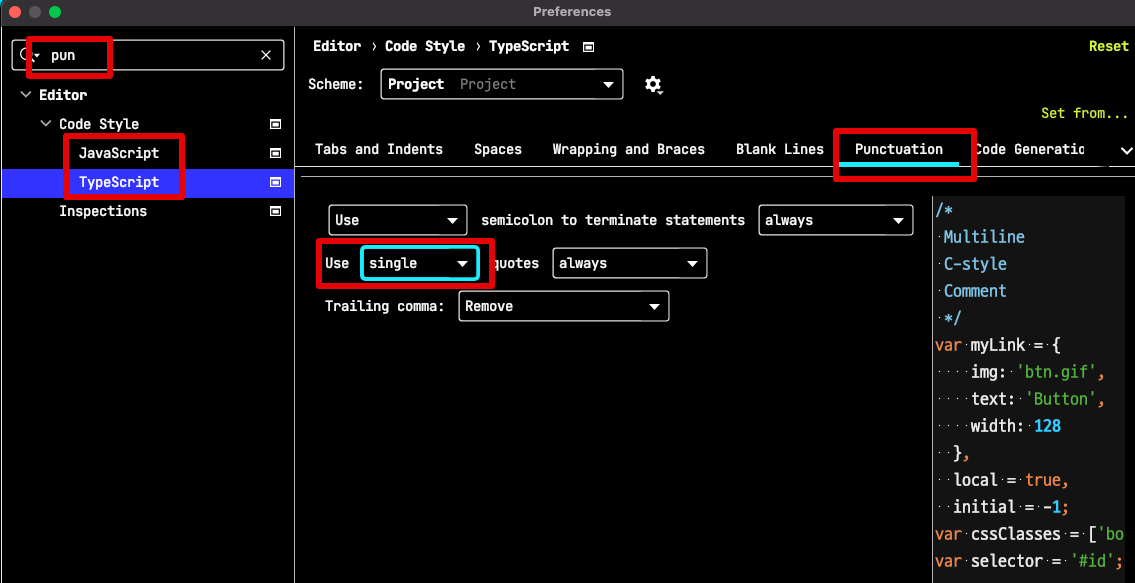 Preferences
pun
Editor
Code Style
JavaScript
TypeScript
Inspections
Editor › Code Style › TypeScript
Reset
Scheme: Project Project
Set from...
Tabs and Indents Spaces Wrapping and Braces Blank Lines Punctuation Code Generatio
Use semicolon to terminate statements always
Use single quotes always
Trailing comma: Remove
/*
Multiline
C-style
Comment
*/
var myLink = {
img: 'btn.gif',
text: 'Button',
width: 128
},
local = true,
initial = -1;
var cssClasses = ['bo
var selector = '#id';